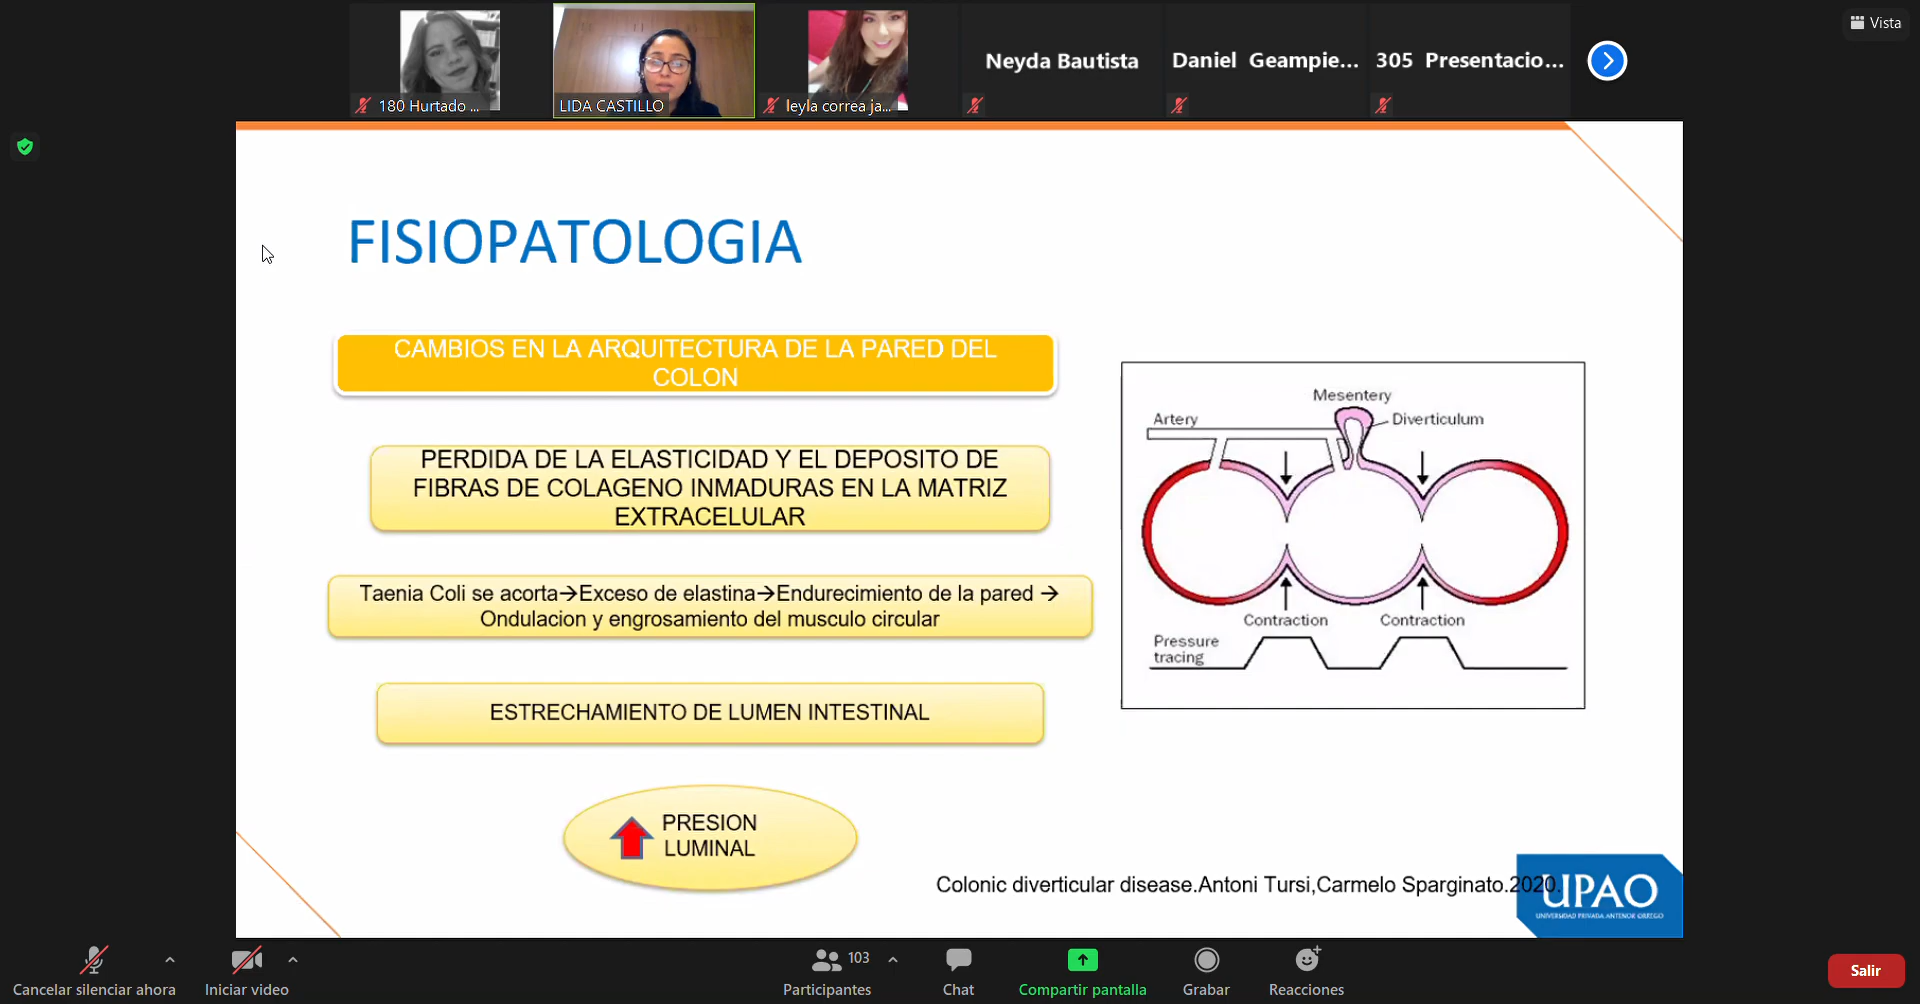 Vista
180 Hurtado ...
LIDA CASTILLO
leyla correa ja...
Neyda Bautista
Daniel Geampie...
305 Presentacio...
FISIOPATOLOGIA
CAMBIOS EN LA ARQUITECTURA DE LA PARED DEL
COLON
PERDIDA DE LA ELASTICIDAD Y EL DEPOSITO DE
FIBRAS DE COLAGENO INMADURAS EN LA MATRIZ
EXTRACELULAR
Taenia Coli se acorta→Exceso de elastina→Endurecimiento de la pared →
Ondulacion y engrosamiento del musculo circular
ESTRECHAMIENTO DE LUMEN INTESTINAL
PRESION
LUMINAL
Mesentery
Artery
Diverticulum
Contraction
Contraction
Pressure
tracing
Colonic diverticular disease.Antoni Tursi,Carmelo Sparginato.2020.
UPAO
UNIVERSIDAD PRIVADA ANTENOR ORREGO
Cancelar silenciar ahora
Iniciar video
103
Participantes
Chat
Compartir pantalla
Grabar
Reacciones
Salir